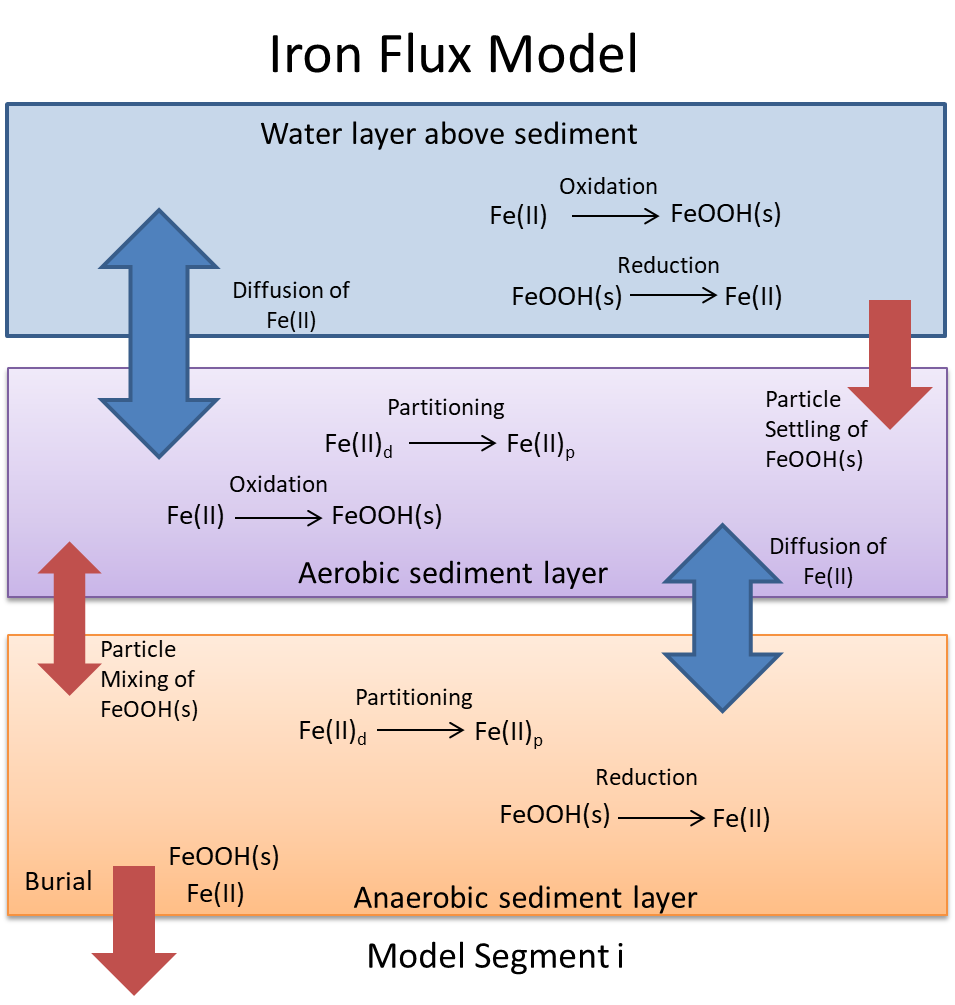 Iron Flux Model
Water layer above sediment
Oxidation
Fe(II) FeOOH(s)
Reduction
FeOOH(s) Fe(II)
Diffusion of
Fe(II)
Particle
Settling of
FeOOH(s)
Partitioning
Fe(II)d Fe(II)p
Oxidation
Fe(II) FeOOH(s)
Diffusion of
Fe(II)
Aerobic sediment layer
Particle
Mixing of
FeOOH(s)
Partitioning
Fe(II)d Fe(II)p
Reduction
FeOOH(s) Fe(II)
Burial
FeOOH(s)
Fe(II)
Anaerobic sediment layer
Model Segment i